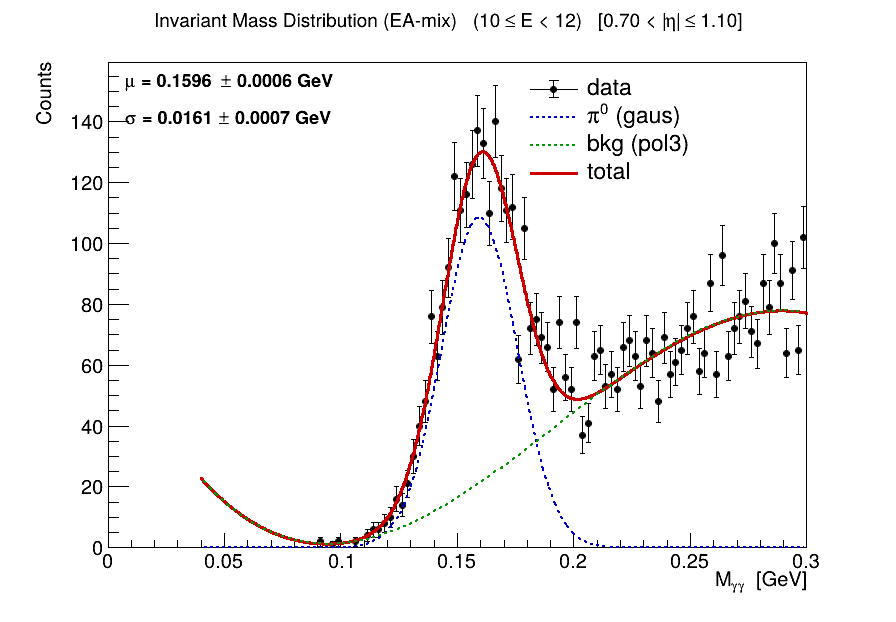 Invariant Mass Distribution (EA-mix) (10 ≤ E < 12) [0.70 < |η| ≤ 1.10]
μ = 0.1596 ± 0.0006 GeV
σ = 0.0161 ± 0.0007 GeV
data
π⁰ (gaus)
bkg (pol3)
total
Counts
140
120
100
80
60
40
20
0
0 0.05 0.1 0.15 0.2 0.25 0.3
Mγγ [GeV]